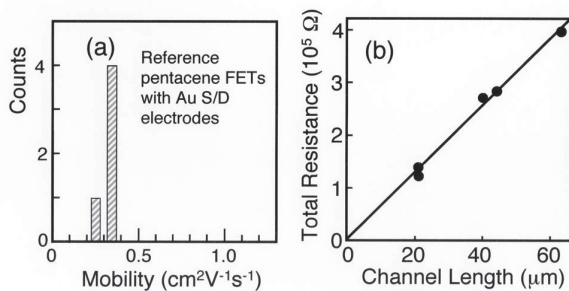 (a)
Reference
pentacene FETs
with Au S/D
electrodes
Counts
4
2
0
0
0.5
1.0
Mobility (cm²V⁻¹s⁻¹)
(b)
Total Resistance (10⁵ Ω)
4
3
2
1
0
0
20
40
60
Channel Length (μm)